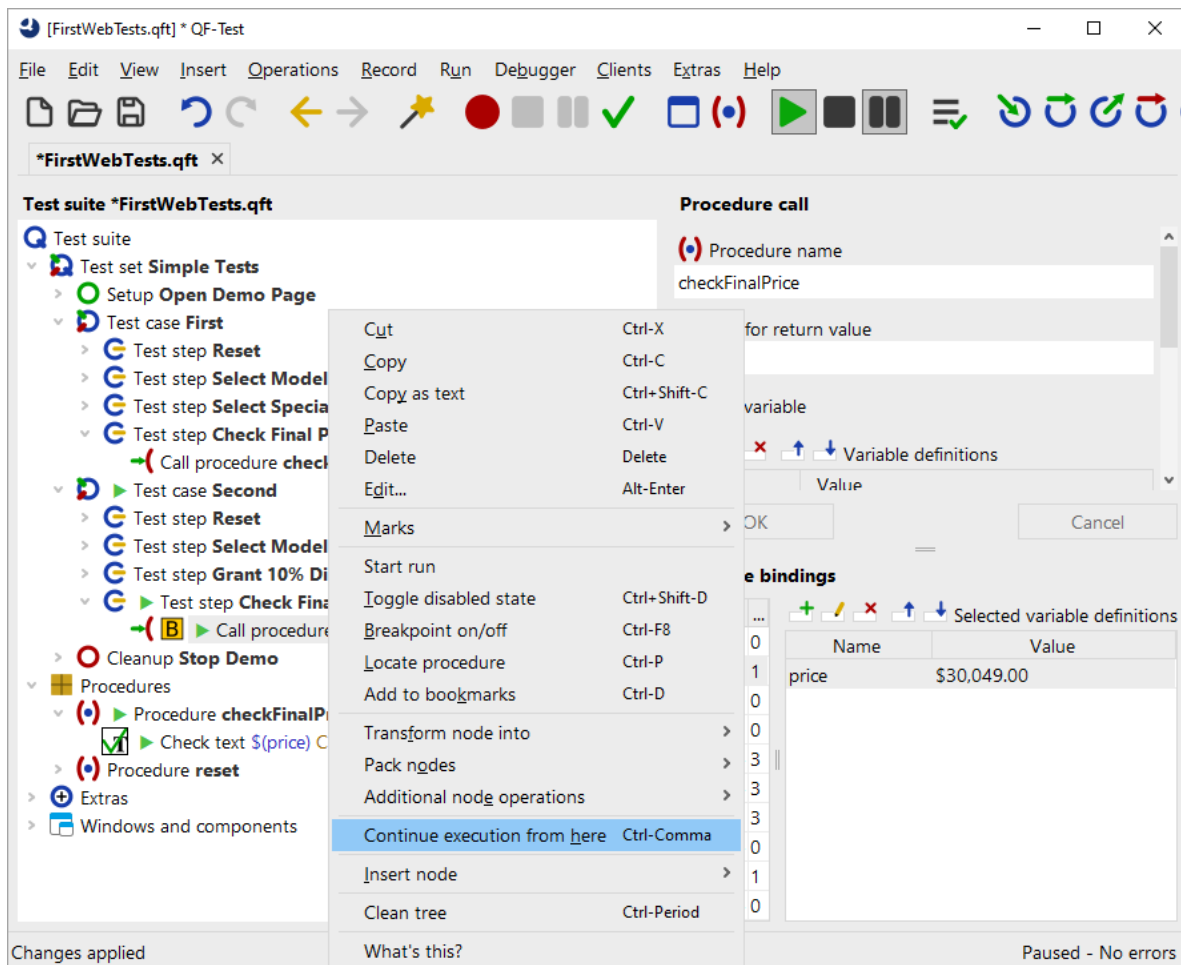 [FirstWebTests.qft] * QF-Test
File Edit View Insert Operations Record Run Debugger Clients Extras Help
*FirstWebTests.qft
Test suite *FirstWebTests.qft
Test suite
Test set Simple Tests
Setup Open Demo Page
Test case First
Test step Reset
Test step Select Model
Test step Select Specia
Test step Check Final P
Call procedure check
Test case Second
Test step Reset
Test step Select Model
Test step Grant 10% Di
Test step Check Fina
B Call procedure
Cleanup Stop Demo
Procedures
Procedure checkFinalPr
Check text $(price) C
Procedure reset
Extras
Windows and components
Cut Ctrl-X
Copy Ctrl-C
Copy as text Ctrl+Shift-C
Paste Ctrl-V
Delete Delete
Edit... Alt-Enter
Marks
Start run
Toggle disabled state Ctrl+Shift-D
Breakpoint on/off Ctrl-F8
Locate procedure Ctrl-P
Add to bookmarks Ctrl-D
Transform node into
Pack nodes
Additional node operations
Continue execution from here Ctrl-Comma
Insert node
Clean tree Ctrl-Period
What's this?
Procedure call
Procedure name
checkFinalPrice
for return value
variable
Variable definitions
Value
OK Cancel
e bindings
...
0
1
0
0
3
3
3
0
1
0
Selected variable definitions
Name Value
price $30,049.00
Changes applied
Paused - No errors